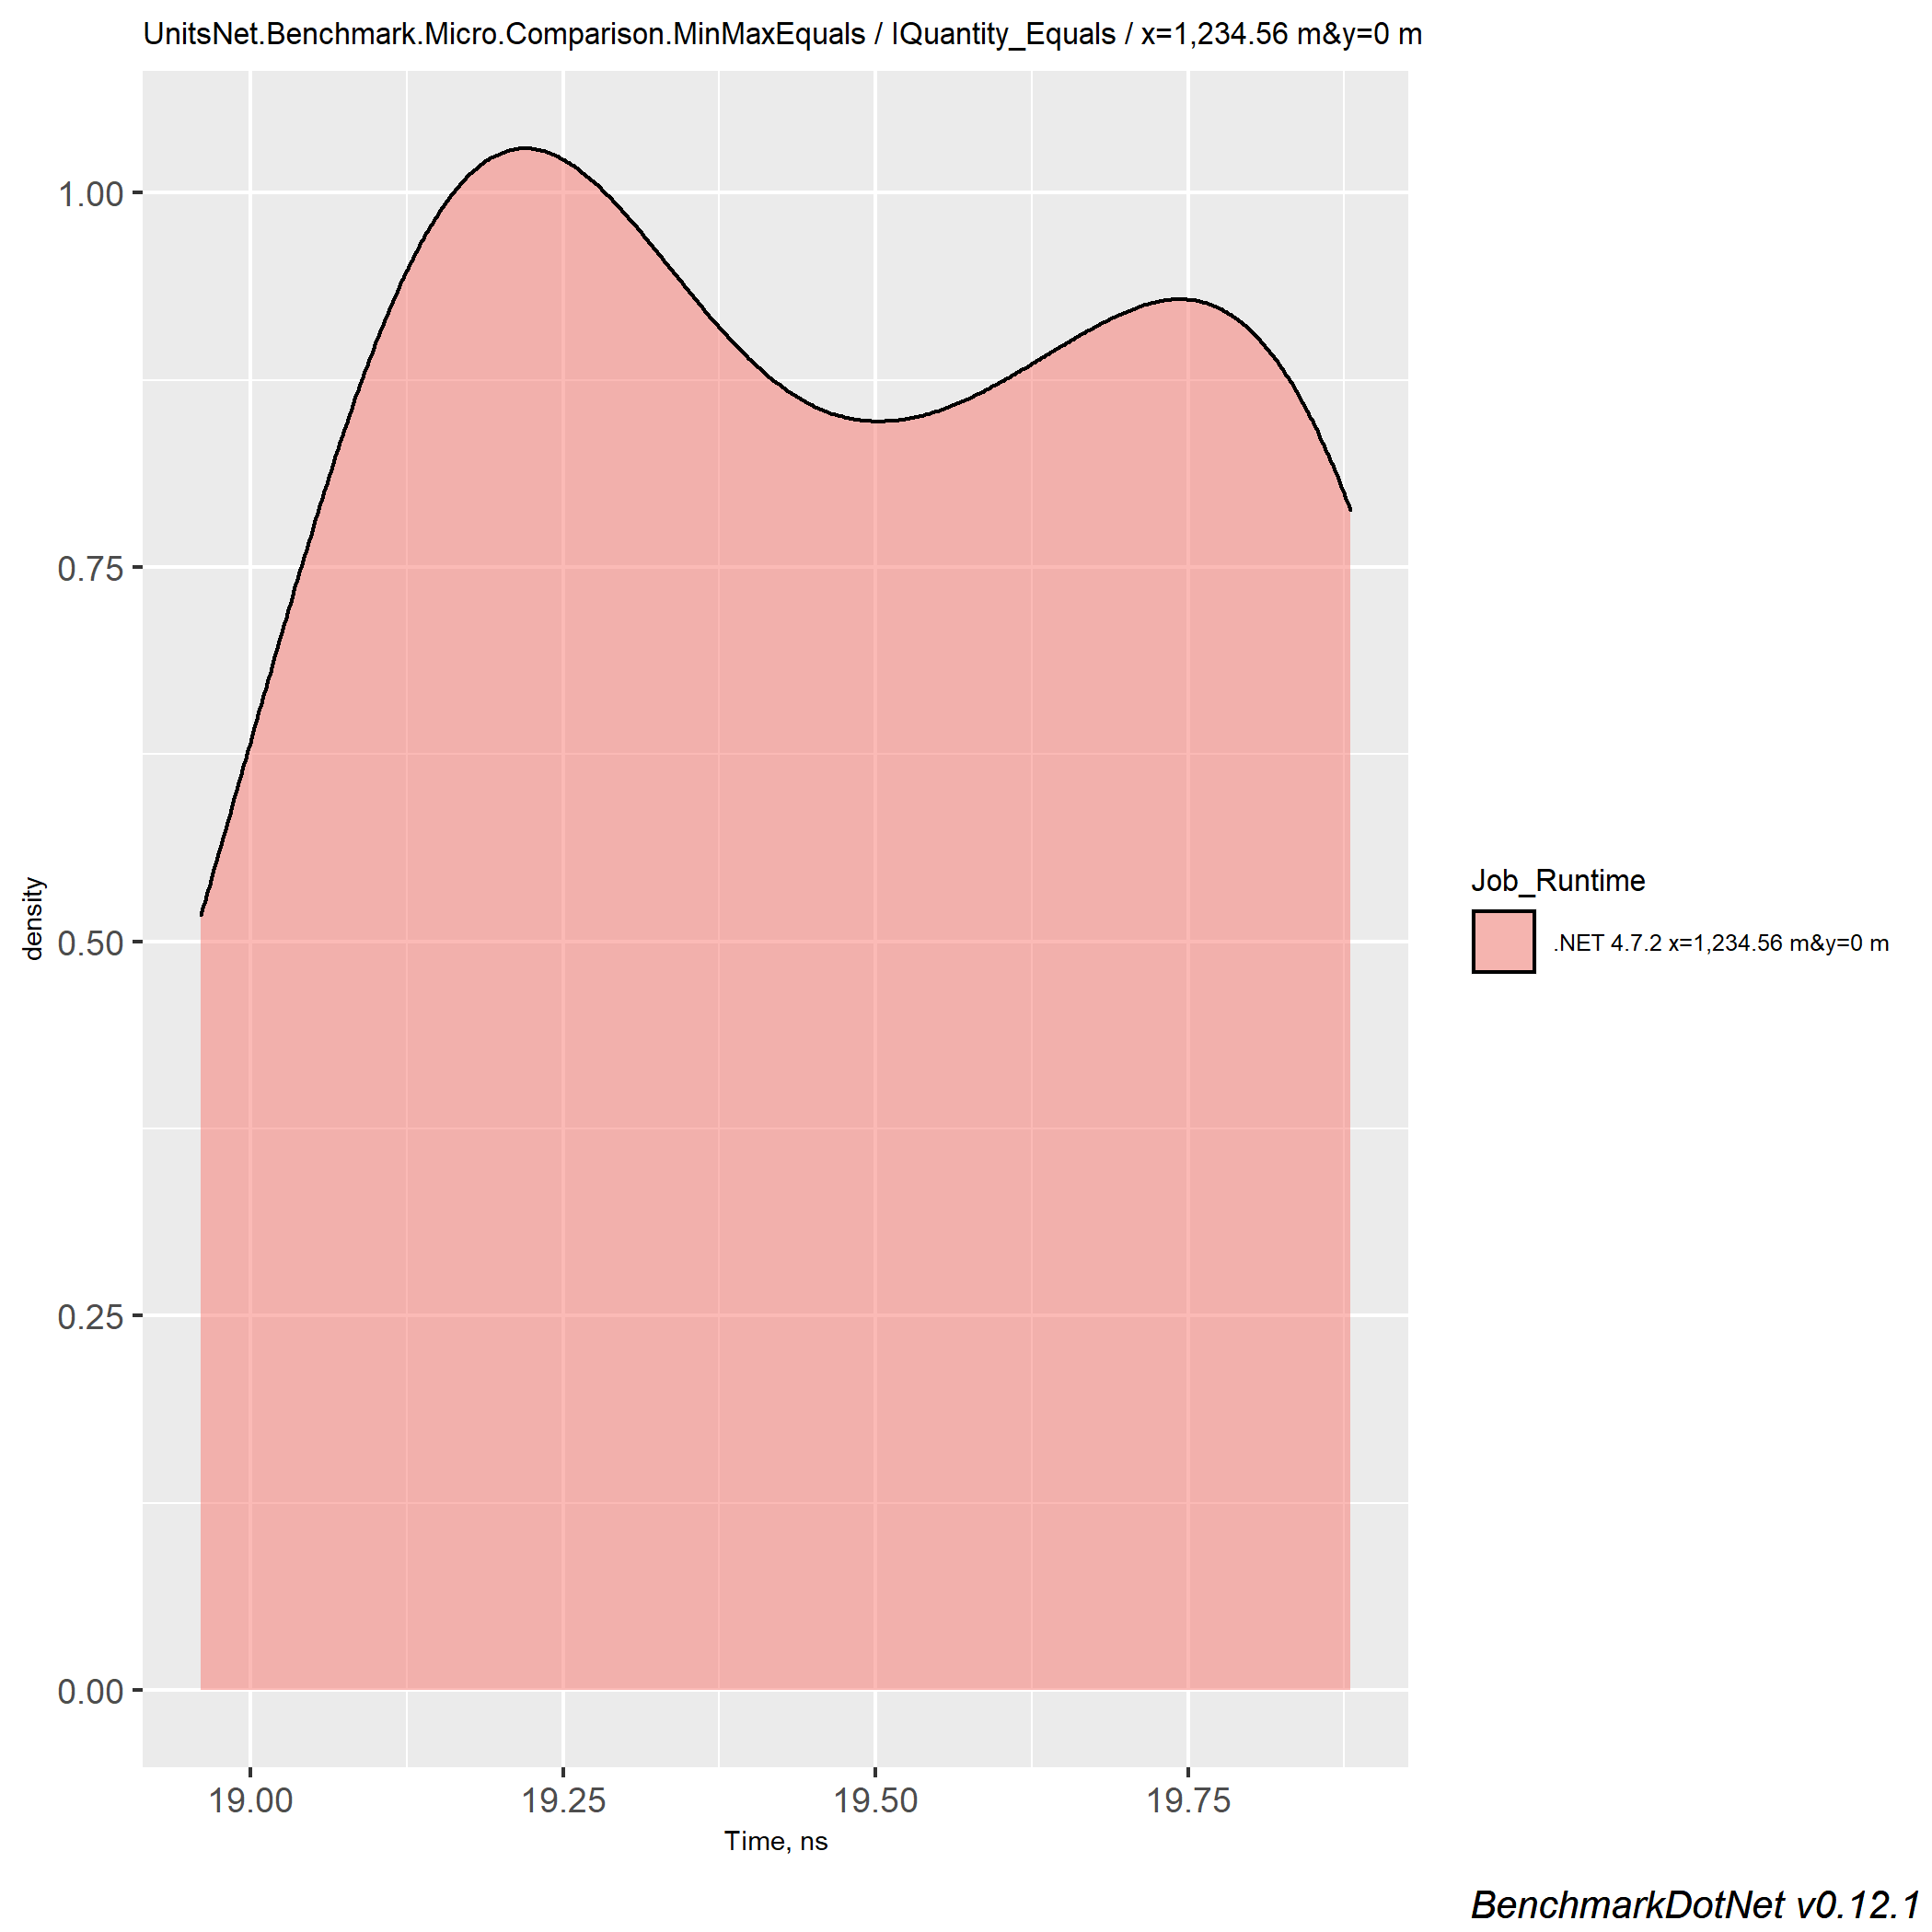 UnitsNet.Benchmark.Micro.Comparison.MinMaxEquals / IQuantity_Equals / x=1,234.56 m&y=0 m
1.00
0.75
0.50
0.25
0.00
density
19.00 19.25 19.50 19.75
Time, ns
Job_Runtime
.NET 4.7.2 x=1,234.56 m&y=0 m
BenchmarkDotNet v0.12.1